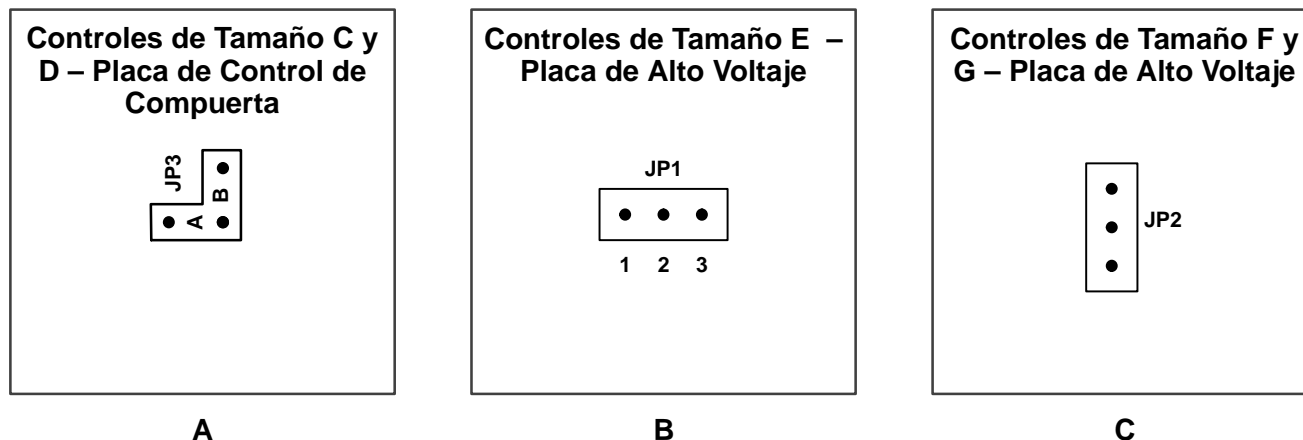 Controles de Tamaño C y
D – Placa de Control de
Compuerta
JP3
B
A
A
Controles de Tamaño E –
Placa de Alto Voltaje
JP1
1 2 3
B
Controles de Tamaño F y
G – Placa de Alto Voltaje
JP2
C